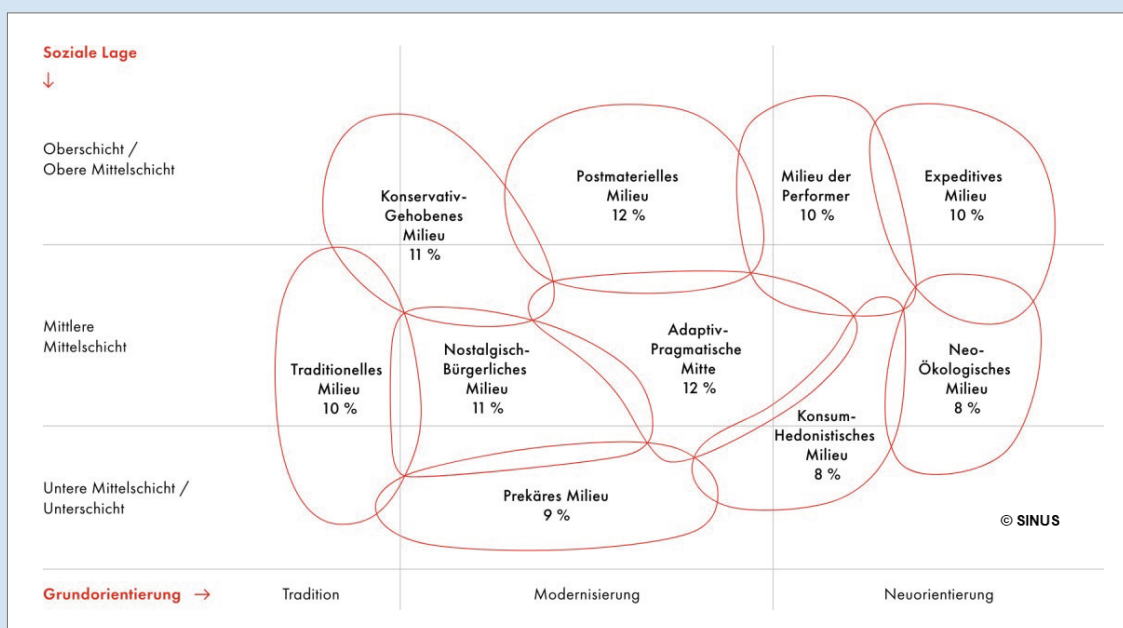 Soziale Lage
↓
Oberschicht /
Obere Mittelschicht
Konservativ-
Gehobenes
Milieu
11 %
Postmaterielles
Milieu
12 %
Milieu der
Performer
10 %
Expeditives
Milieu
10 %
Mittlere
Mittelschicht
Traditionelles
Milieu
10 %
Nostalgisch-
Bürgerliches
Milieu
11 %
Adaptiv-
Pragmatische
Mitte
12 %
Konsum-
Hedonistisches
Milieu
8 %
Neo-
Ökologisches
Milieu
8 %
Untere Mittelschicht /
Unterschicht
Prekäres Milieu
9 %
© SINUS
Grundorientierung →
Tradition
Modernisierung
Neuorientierung